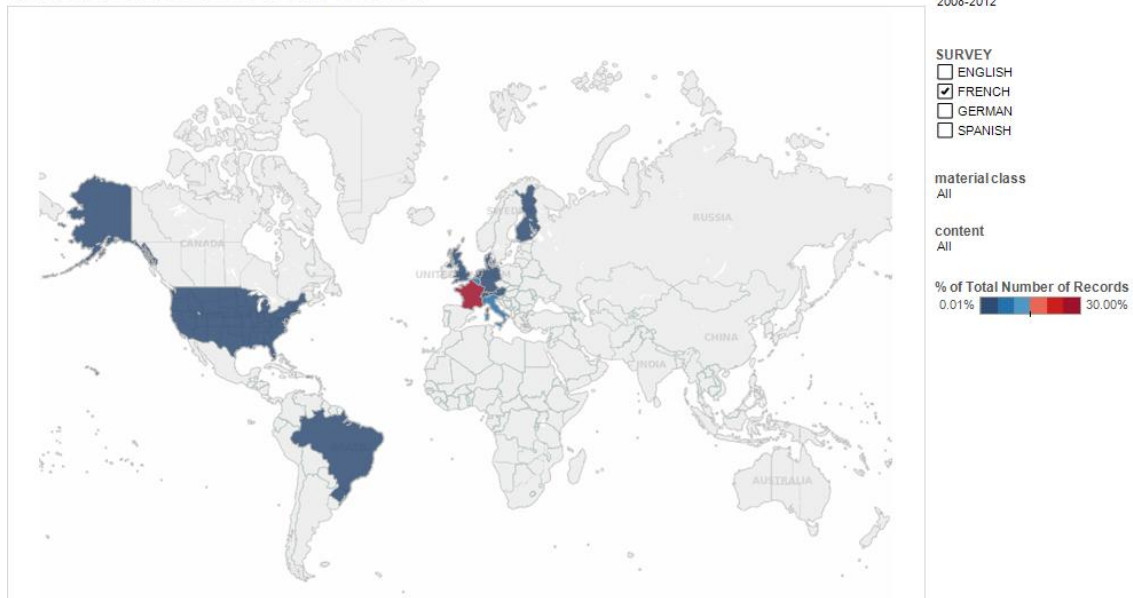 2008-2012
SURVEY
ENGLISH
FRENCH
GERMAN
SPANISH
material class
All
content
All
% of Total Number of Records
0.01% 30.00%
RUSSIA
CANADA
CHINA
INDIA
AUSTRALIA